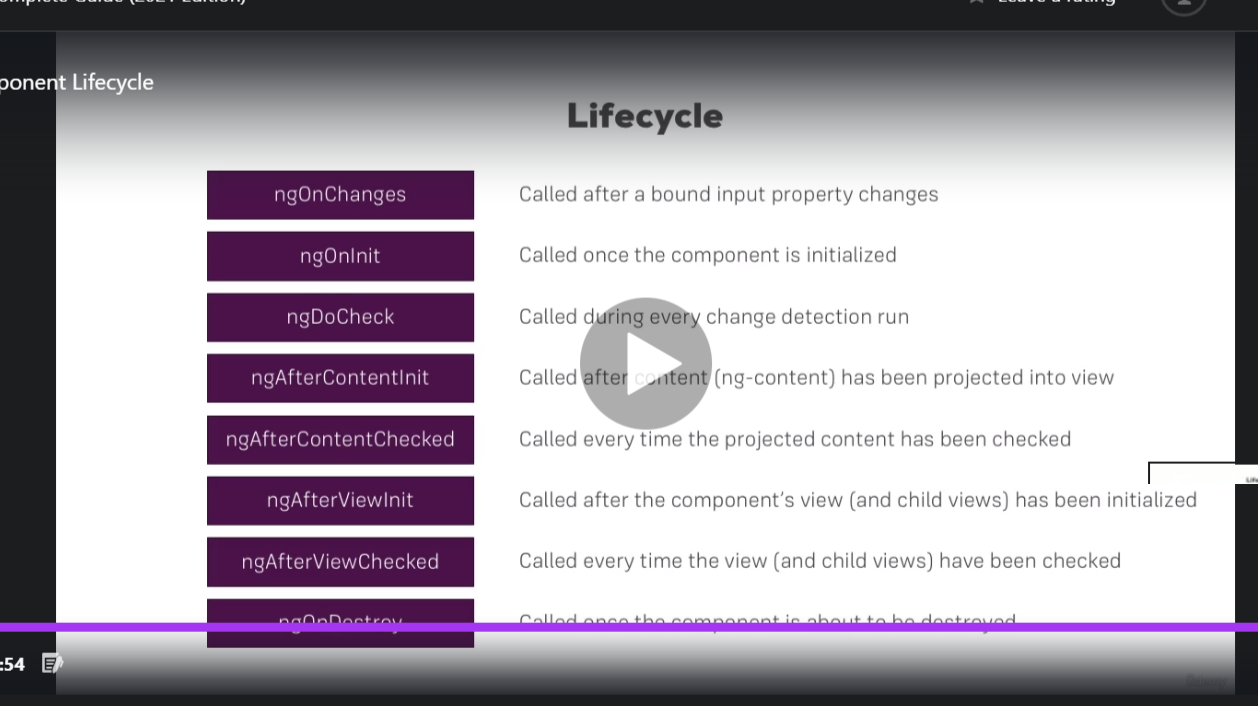 Complete Guide (2021 Edition)
Leave a rating
ponent Lifecycle
Lifecycle
ngOnChanges Called after a bound input property changes
ngOnInit Called once the component is initialized
ngDoCheck Called during every change detection run
ngAfterContentInit Called after content (ng-content) has been projected into view
ngAfterContentChecked Called every time the projected content has been checked
ngAfterViewInit Called after the component's view (and child views) has been initialized
ngAfterViewChecked Called every time the view (and child views) have been checked
ngOnDestroy Called once the component is about to be destroyed
:54